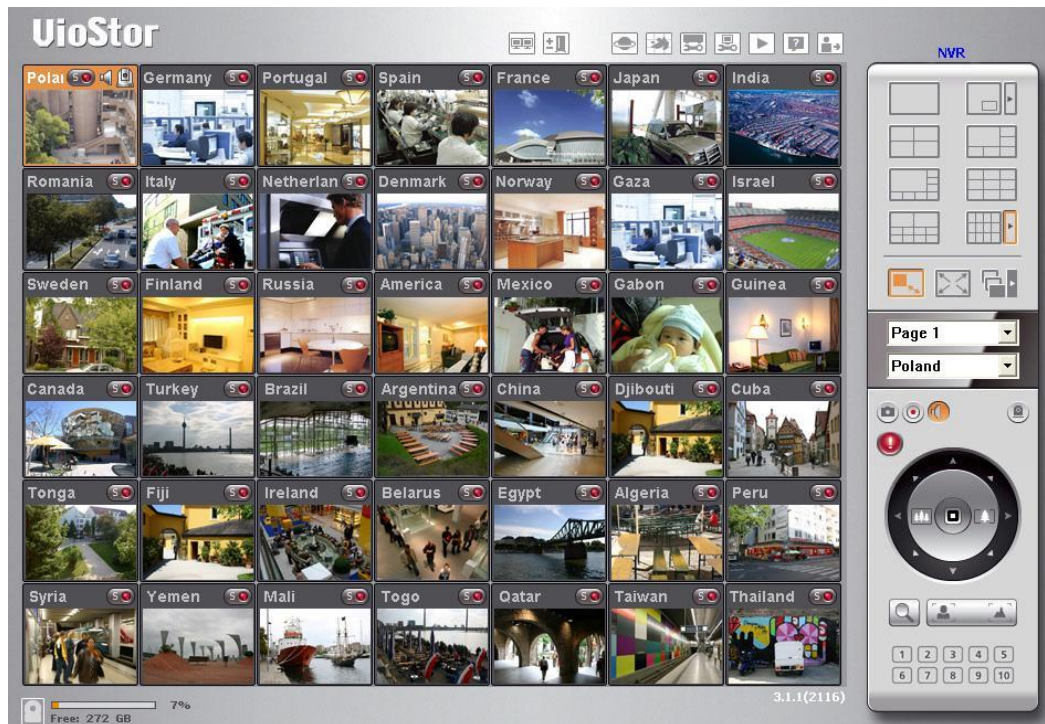 VioStor
NVR
Polan S
Germany S
Portugal S
Spain S
France S
Japan S
India S
Romania S
Italy S
Netherlan S
Denmark S
Norway S
Gaza S
Israel S
Sweden S
Finland S
Russia S
America S
Mexico S
Gabon S
Guinea S
Canada S
Turkey S
Brazil S
Argentina S
China S
Djibouti S
Cuba S
Tonga S
Fiji S
Ireland S
Belarus S
Egypt S
Algeria S
Peru S
Syria S
Yemen S
Mali S
Togo S
Qatar S
Taiwan S
Thailand S
Page 1
Poland
1 2 3 4 5
6 7 8 9 10
7%
Free: 272 GB
3.1.1(2116)